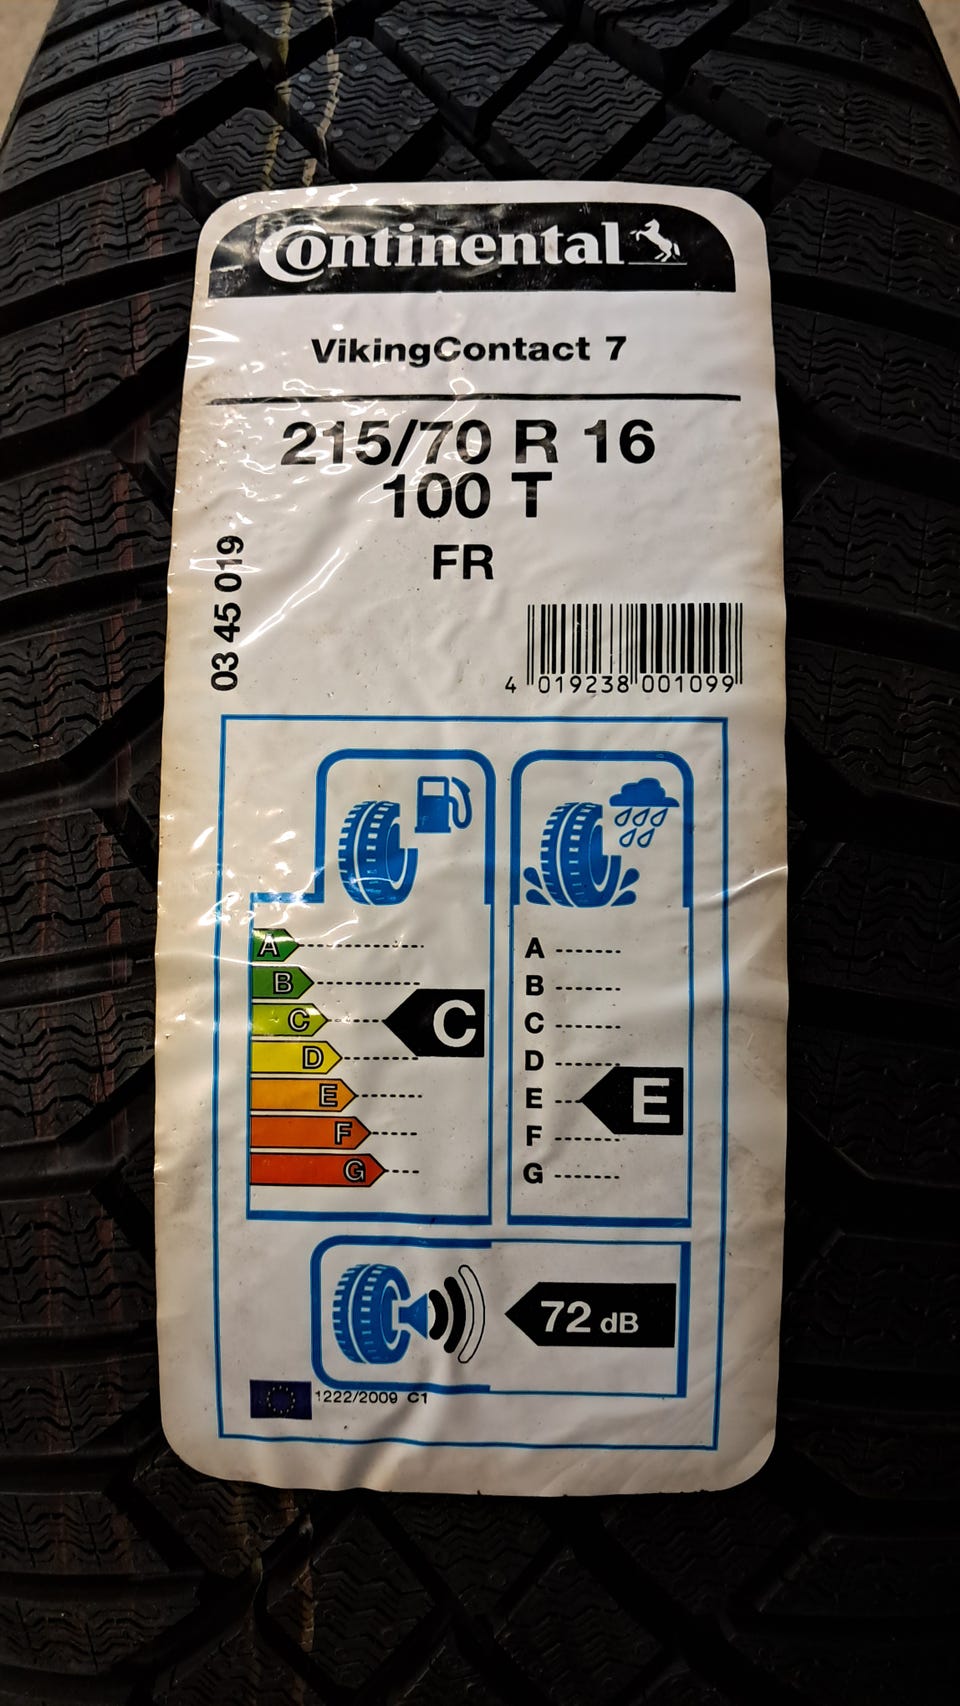 Continental
VikingContact 7
215/70 R 16
100 T
FR
03 45 019
4 019238 001099
A
B
C
D
E
F
G
C
A
B
C
D
E
F
G
E
72 dB
1222/2009 C1